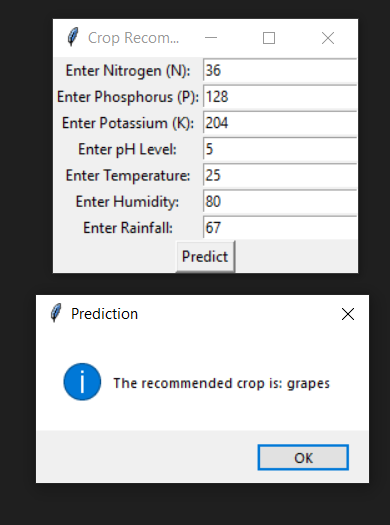 Crop Recom...
Enter Nitrogen (N): 36
Enter Phosphorus (P): 128
Enter Potassium (K): 204
Enter pH Level: 5
Enter Temperature: 25
Enter Humidity: 80
Enter Rainfall: 67
Predict
Prediction
The recommended crop is: grapes
OK